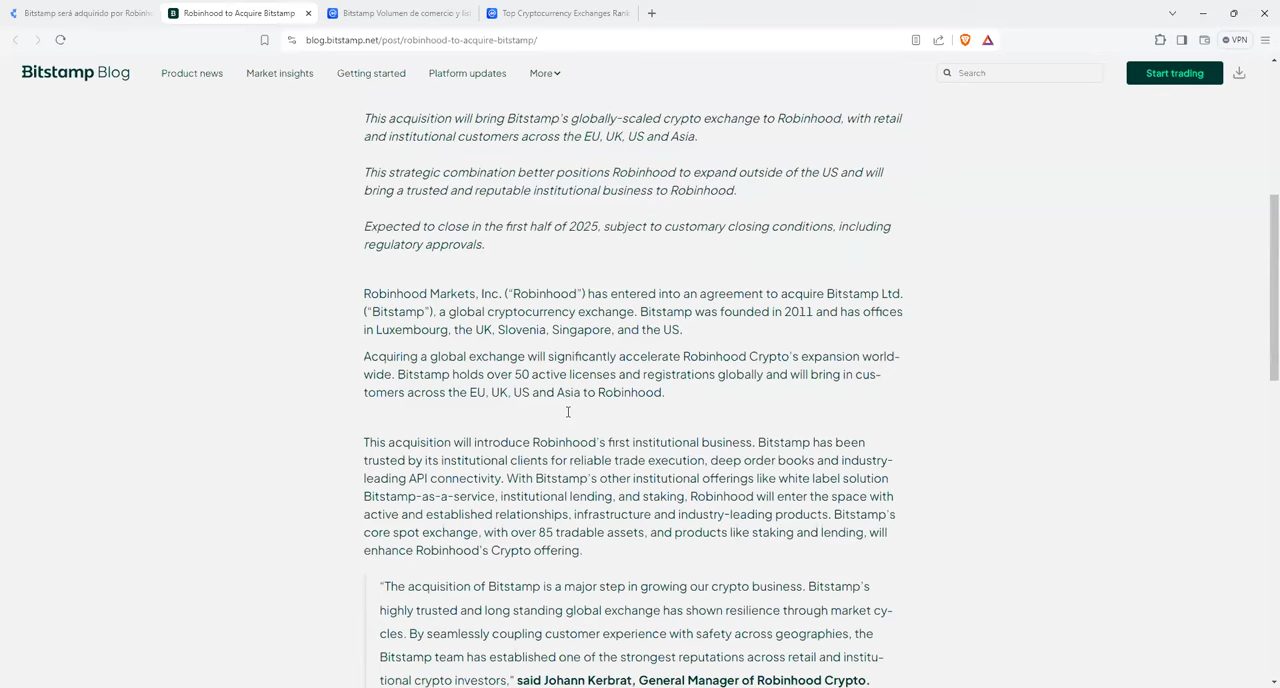 Bitstamp será adquirido por Robinh
Robinhood to Acquire Bitstamp
Bitstamp Volumen de comercio y lis
Top Cryptocurrency Exchanges Rank
blog.bitstamp.net/post/robinhood-to-acquire-bitstamp/
VPN
Bitstamp Blog
Product news
Market insights
Getting started
Platform updates
More
Search
Start trading
This acquisition will bring Bitstamp's globally-scaled crypto exchange to Robinhood, with retail
and institutional customers across the EU, UK, US and Asia.
This strategic combination better positions Robinhood to expand outside of the US and will
bring a trusted and reputable institutional business to Robinhood.
Expected to close in the first half of 2025, subject to customary closing conditions, including
regulatory approvals.
Robinhood Markets, Inc. (“Robinhood”) has entered into an agreement to acquire Bitstamp Ltd.
(“Bitstamp”), a global cryptocurrency exchange. Bitstamp was founded in 2011 and has offices
in Luxembourg, the UK, Slovenia, Singapore, and the US.
Acquiring a global exchange will significantly accelerate Robinhood Crypto's expansion world-
wide. Bitstamp holds over 50 active licenses and registrations globally and will bring in cus-
tomers across the EU, UK, US and Asia to Robinhood.
This acquisition will introduce Robinhood's first institutional business. Bitstamp has been
trusted by its institutional clients for reliable trade execution, deep order books and industry-
leading API connectivity. With Bitstamp's other institutional offerings like white label solution
Bitstamp-as-a-service, institutional lending, and staking, Robinhood will enter the space with
active and established relationships, infrastructure and industry-leading products. Bitstamp's
core spot exchange, with over 85 tradable assets, and products like staking and lending, will
enhance Robinhood's Crypto offering.
“The acquisition of Bitstamp is a major step in growing our crypto business. Bitstamp's
highly trusted and long standing global exchange has shown resilience through market cy-
cles. By seamlessly coupling customer experience with safety across geographies, the
Bitstamp team has established one of the strongest reputations across retail and institu-
tional crypto investors,” said Johann Kerbrat, General Manager of Robinhood Crypto.